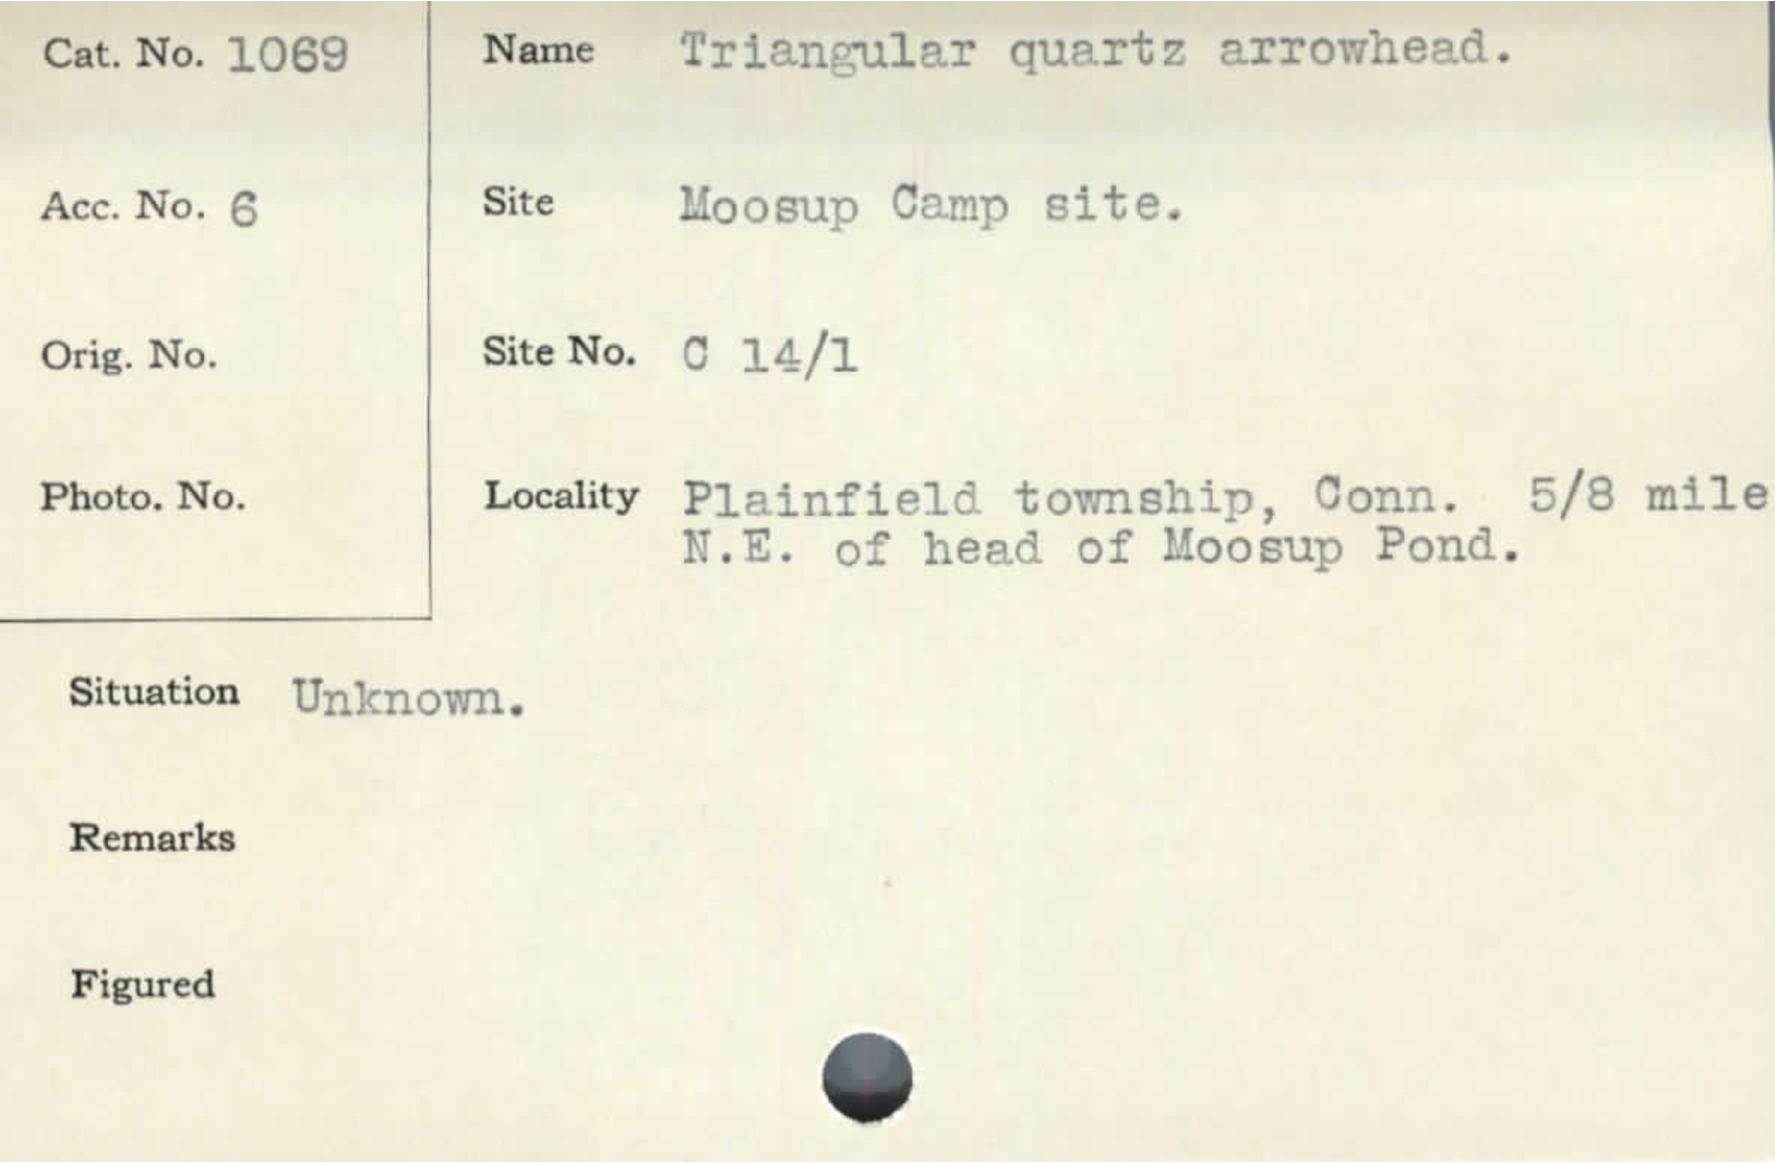 Cat. No. 1069
Name Triangular quartz arrowhead.
Acc. No. 6
Site Moosup Camp site.
Orig. No.
Site No. C 14/1
Photo. No.
Locality Plainfield township, Conn. 5/8 mile
N.E. of head of Moosup Pond.
Situation Unknown.
Remarks
Figured